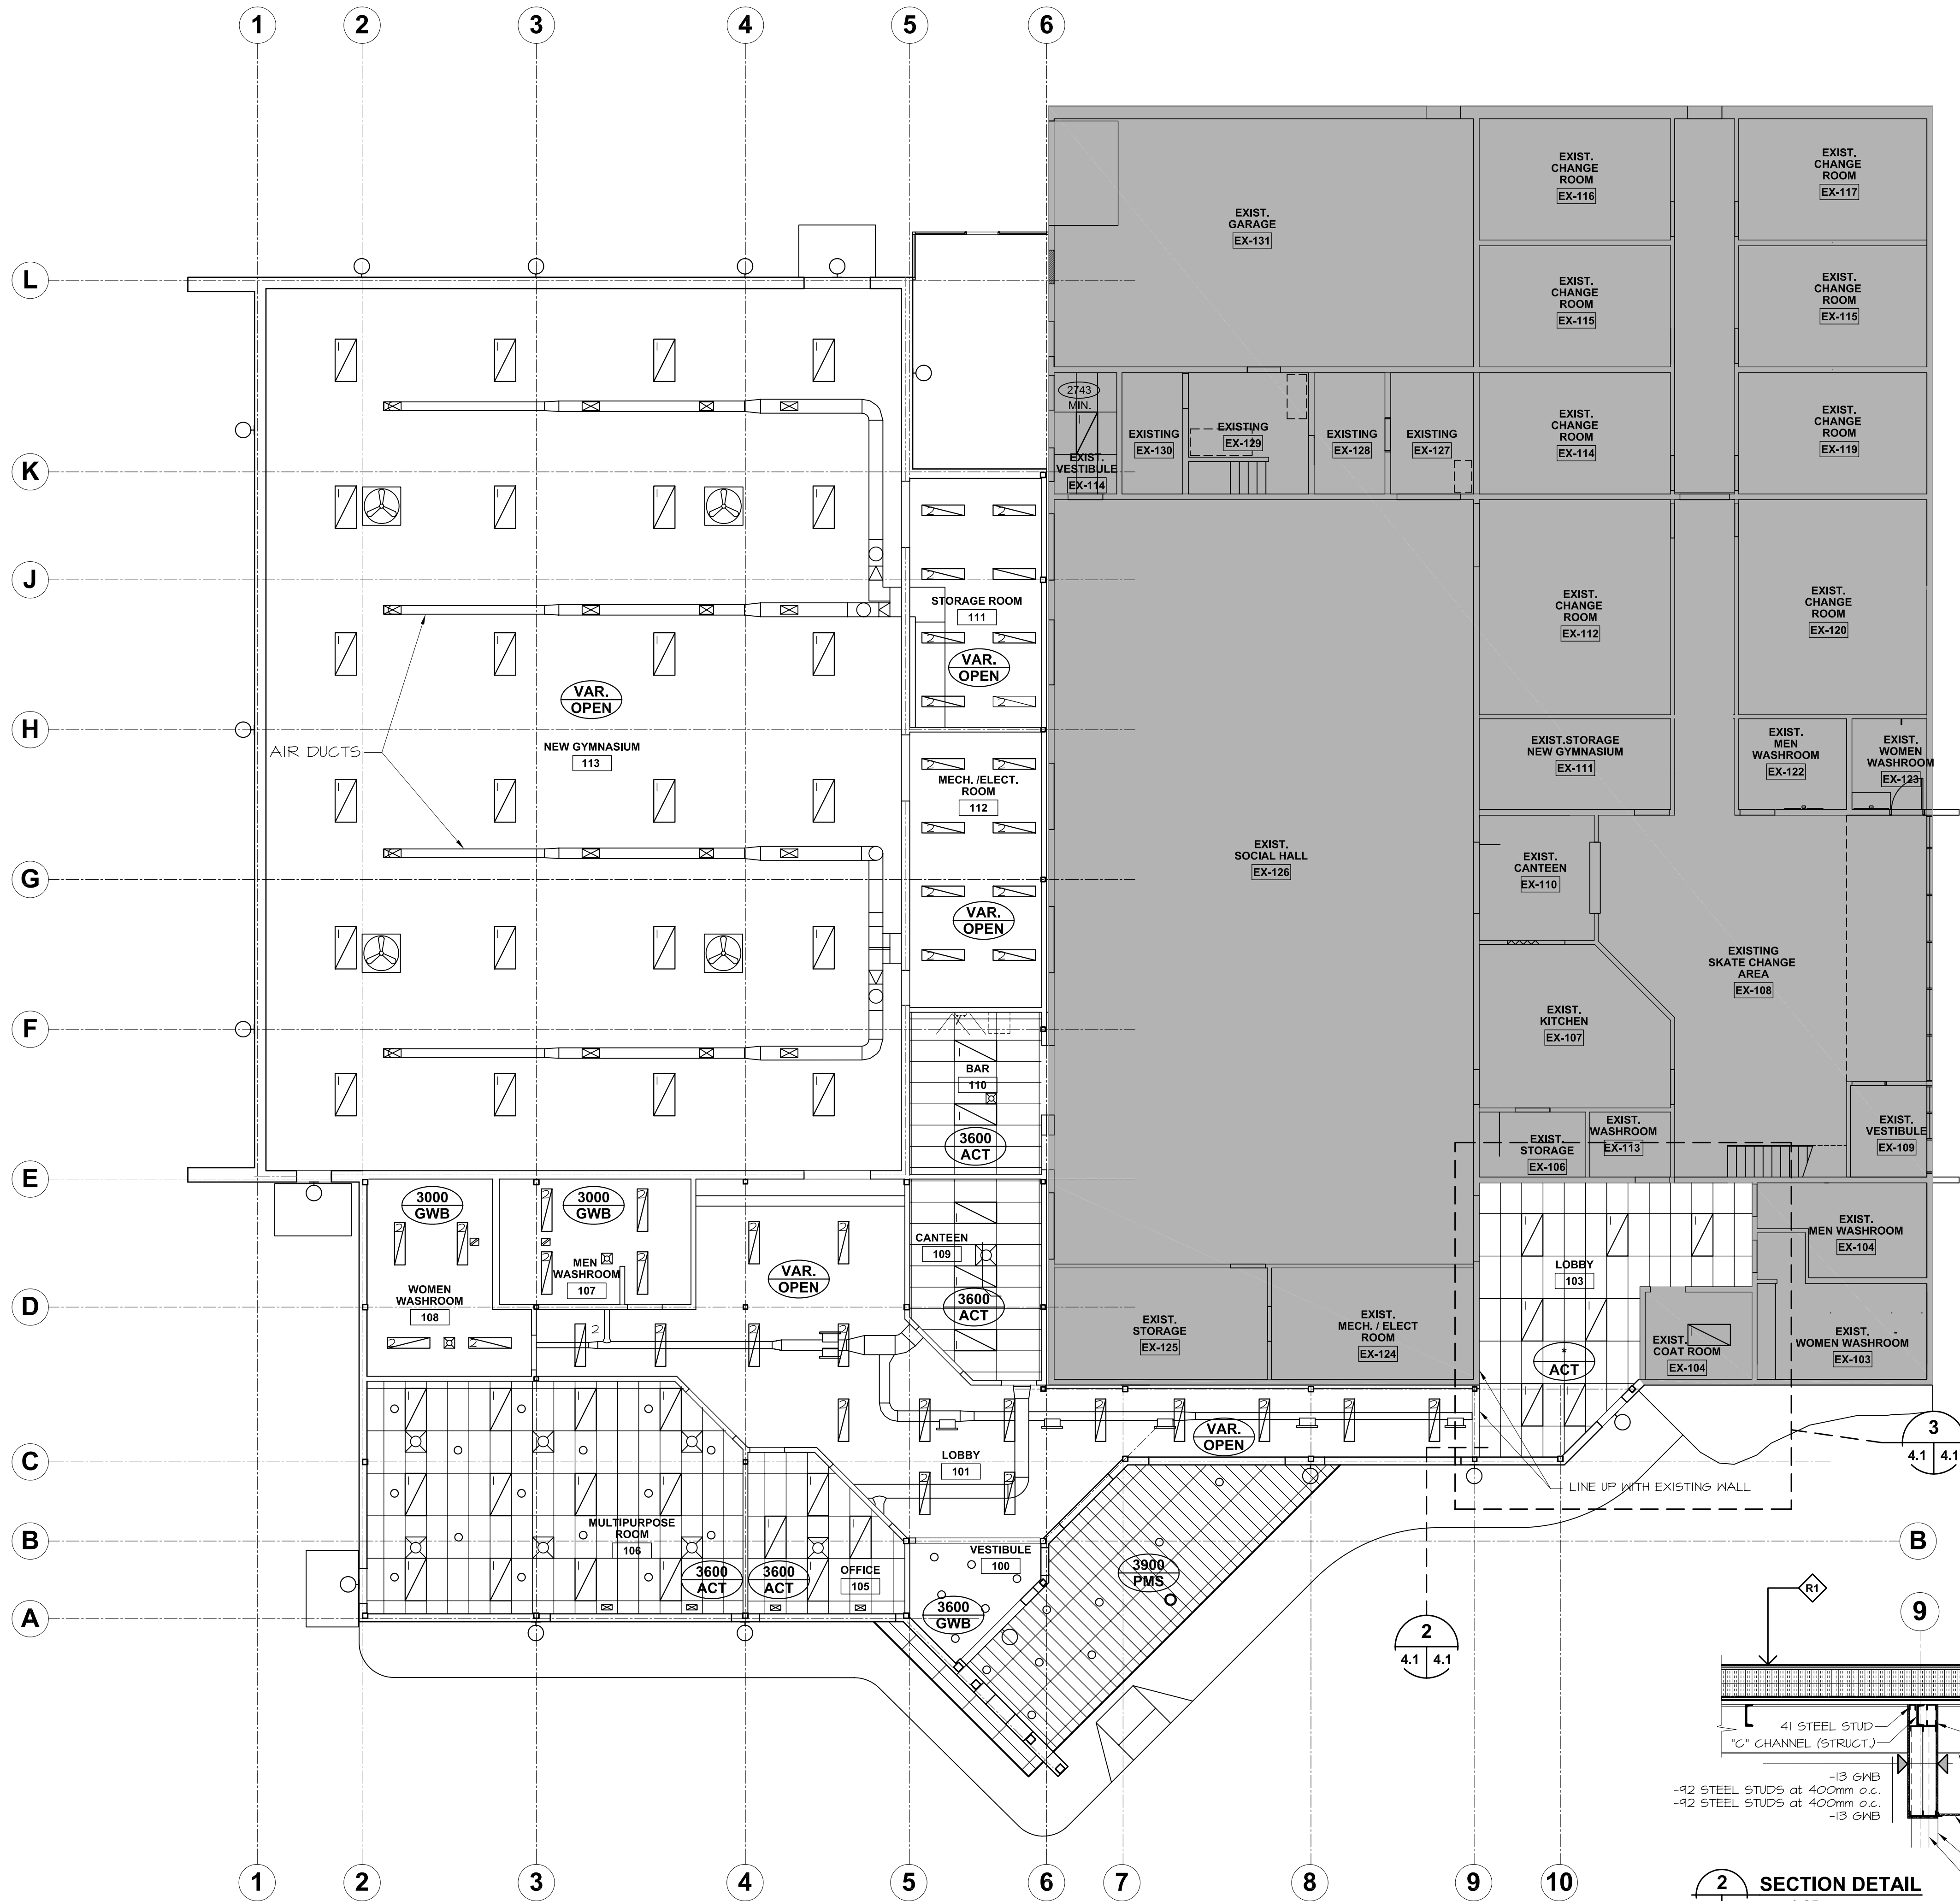 1
2
3
4
5
6
L
K
J
H
G
F
E
D
C
B
A
EXIST.
GARAGE
EX-131
EXIST.
CHANGE
ROOM
EX-116
EXIST.
CHANGE
ROOM
EX-117
EXIST.
CHANGE
ROOM
EX-115
EXIST.
CHANGE
ROOM
EX-115
2743
MIN.
EXIST.
VESTIBULE
EX-114
EXISTING
EX-130
EXISTING
EX-129
EXISTING
EX-128
EXISTING
EX-127
EXIST.
CHANGE
ROOM
EX-114
EXIST.
CHANGE
ROOM
EX-119
STORAGE ROOM
111
VAR.
OPEN
VAR.
OPEN
NEW GYMNASIUM
113
AIR DUCTS
MECH. /ELECT.
ROOM
112
VAR.
OPEN
EXIST.
CHANGE
ROOM
EX-112
EXIST.
CHANGE
ROOM
EX-120
EXIST.STORAGE
NEW GYMNASIUM
EX-111
EXIST.
MEN
WASHROOM
EX-122
EXIST.
WOMEN
WASHROOM
EX-123
EXIST.
SOCIAL HALL
EX-126
EXIST.
CANTEEN
EX-110
EXISTING
SKATE CHANGE
AREA
EX-108
EXIST.
KITCHEN
EX-107
BAR
110
3600
ACT
EXIST.
STORAGE
EX-106
EXIST.
WASHROOM
EX-113
EXIST.
VESTIBULE
EX-109
3000
GWB
3000
GWB
WOMEN
WASHROOM
108
MEN
WASHROOM
107
VAR.
OPEN
CANTEEN
109
3600
ACT
EXIST.
STORAGE
EX-125
EXIST.
MECH. / ELECT
ROOM
EX-124
LOBBY
103
*
ACT
EXIST.
MEN WASHROOM
EX-104
EXIST.
COAT ROOM
EX-104
EXIST.
WOMEN WASHROOM
EX-103
LOBBY
101
VAR.
OPEN
LINE UP WITH EXISTING WALL
3
4.1 4.1
MULTIPURPOSE
ROOM
106
3600
ACT
3600
ACT
OFFICE
105
VESTIBULE
100
3600
GWB
3900
PMS
2
4.1 4.1
B
R1
9
41 STEEL STUD
"C" CHANNEL (STRUCT.)
-13 GWB
-92 STEEL STUDS at 400mm o.c.
-92 STEEL STUDS at 400mm o.c.
-13 GWB
1
2
3
4
5
6
7
8
9
10
2
SECTION DETAIL